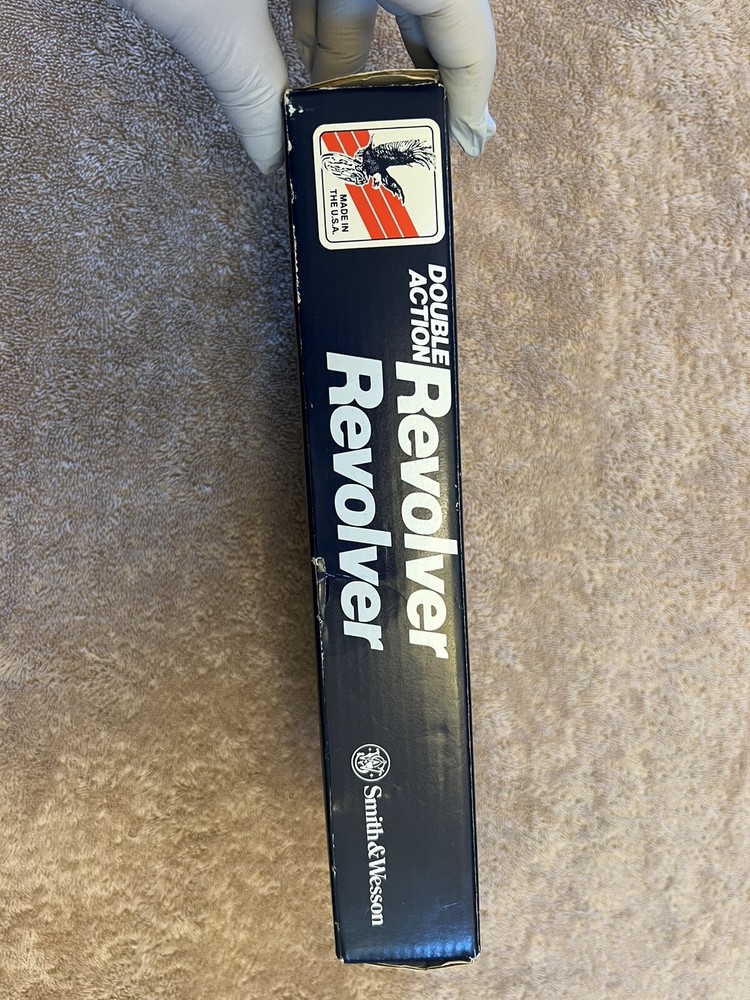 MADE IN
THE U.S.A.
DOUBLE
ACTION
Revolver
Revolver
Smith & Wesson